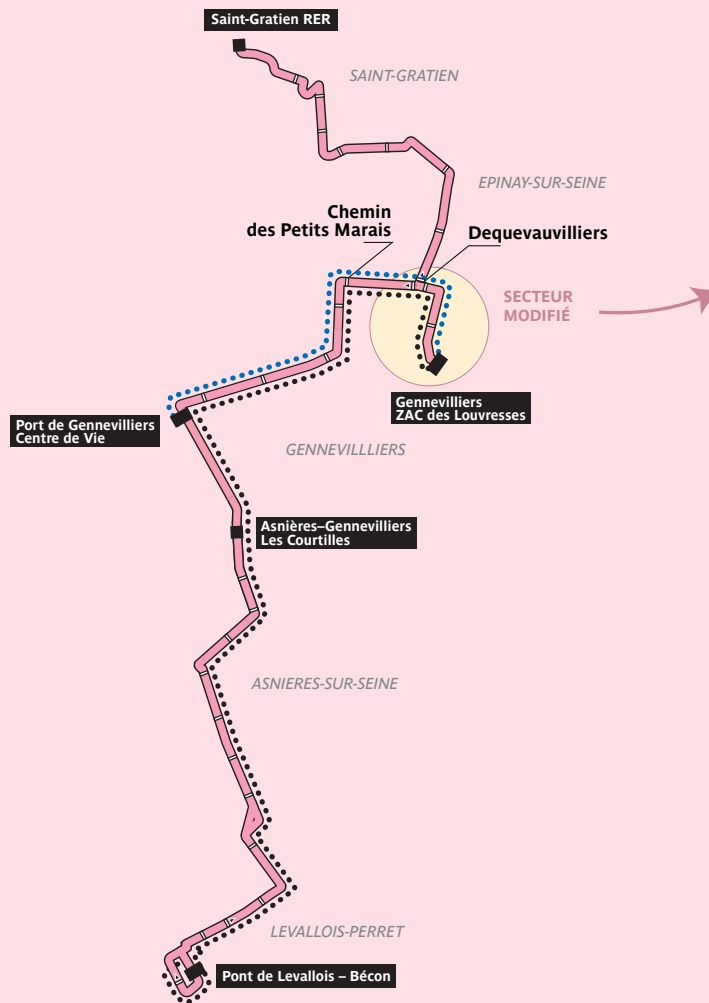 Saint-Gratien RER
SAINT-GRATIEN
EPINAY-SUR-SEINE
Chemin
des Petits Marais
Dequevauvilliers
SECTEUR
MODIFIÉ
Gennevilliers
ZAC des Louvresses
Port de Gennevilliers
Centre de Vie
GENNEVILLLIERS
Asnières–Gennevilliers
Les Courtilles
ASNIERES-SUR-SEINE
LEVALLOIS-PERRET
Pont de Levallois – Bécon